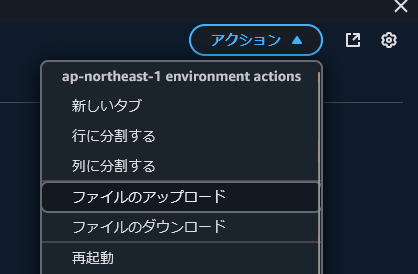 アクション
ap-northeast-1 environment actions
新しいタブ
行に分割する
列に分割する
ファイルのアップロード
ファイルのダウンロード
再起動